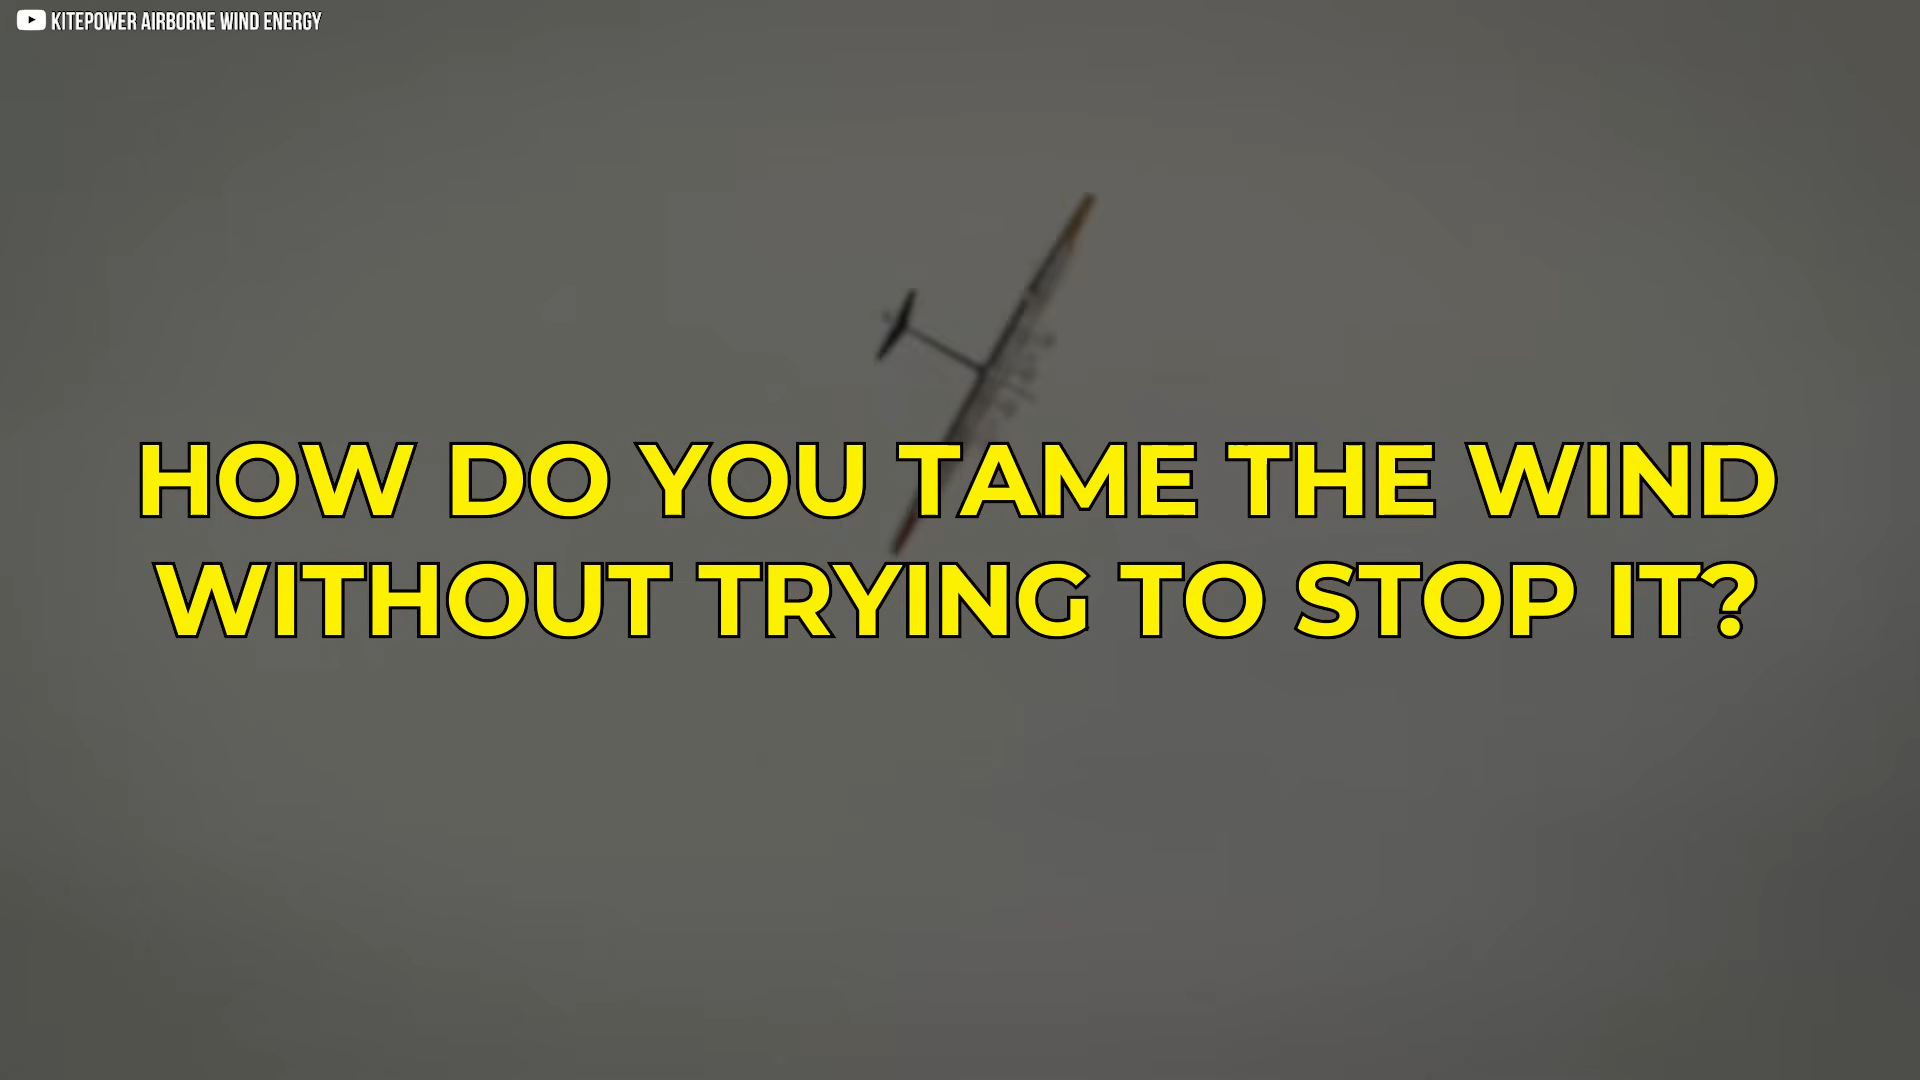 KITEPOWER AIRBORNE WIND ENERGY
HOW DO YOU TAME THE WIND
WITHOUT TRYING TO STOP IT?